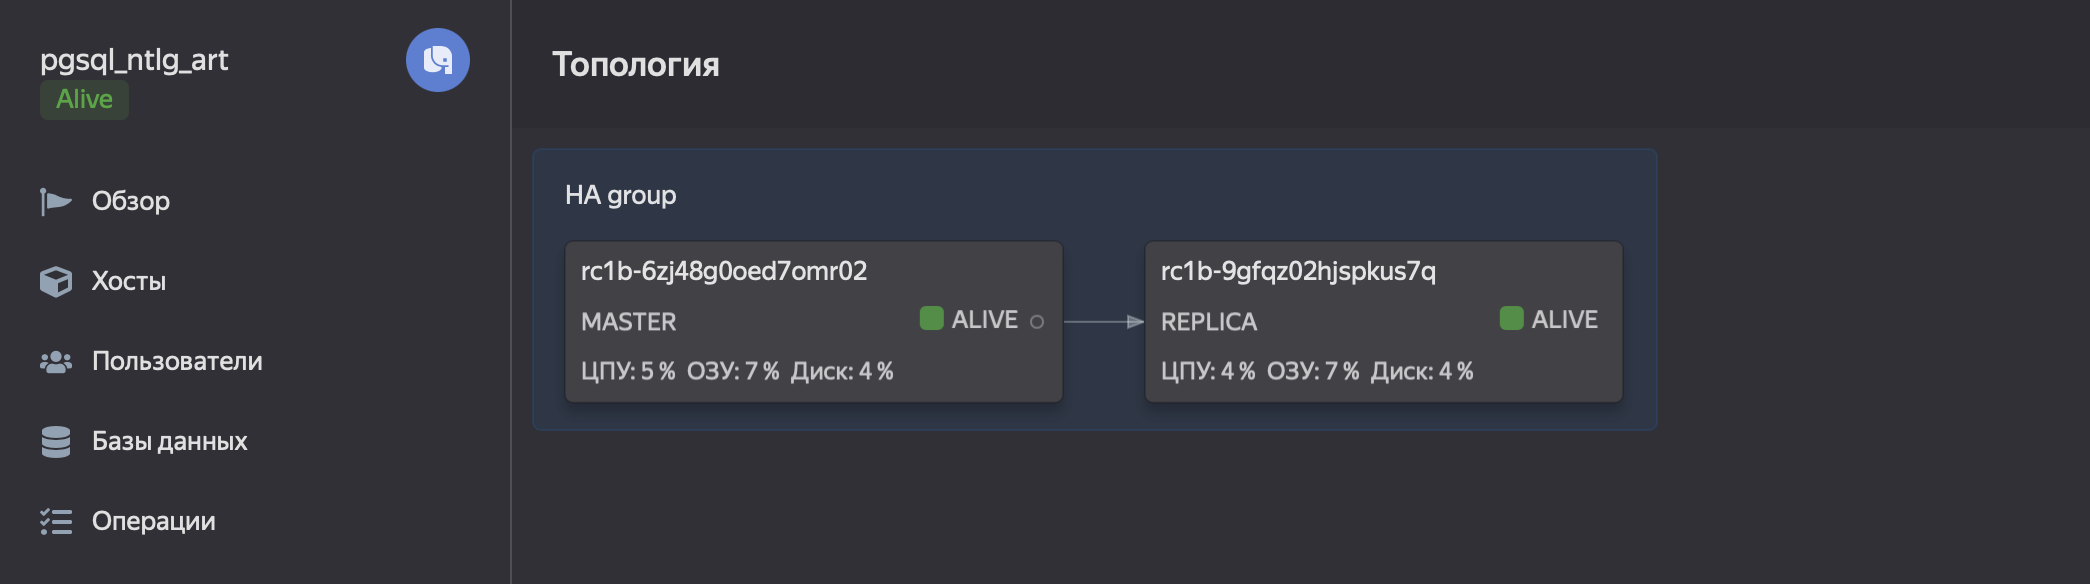 pgsql_ntlg_art
Alive
Обзор
Хосты
Пользователи
Базы данных
Операции
Топология
HA group
rc1b-6zj48g0oed7omr02
MASTER
ALIVE
ЦПУ: 5 % ОЗУ: 7 % Диск: 4 %
rc1b-9gfqz02hjspkus7q
REPLICA
ALIVE
ЦПУ: 4 % ОЗУ: 7 % Диск: 4 %